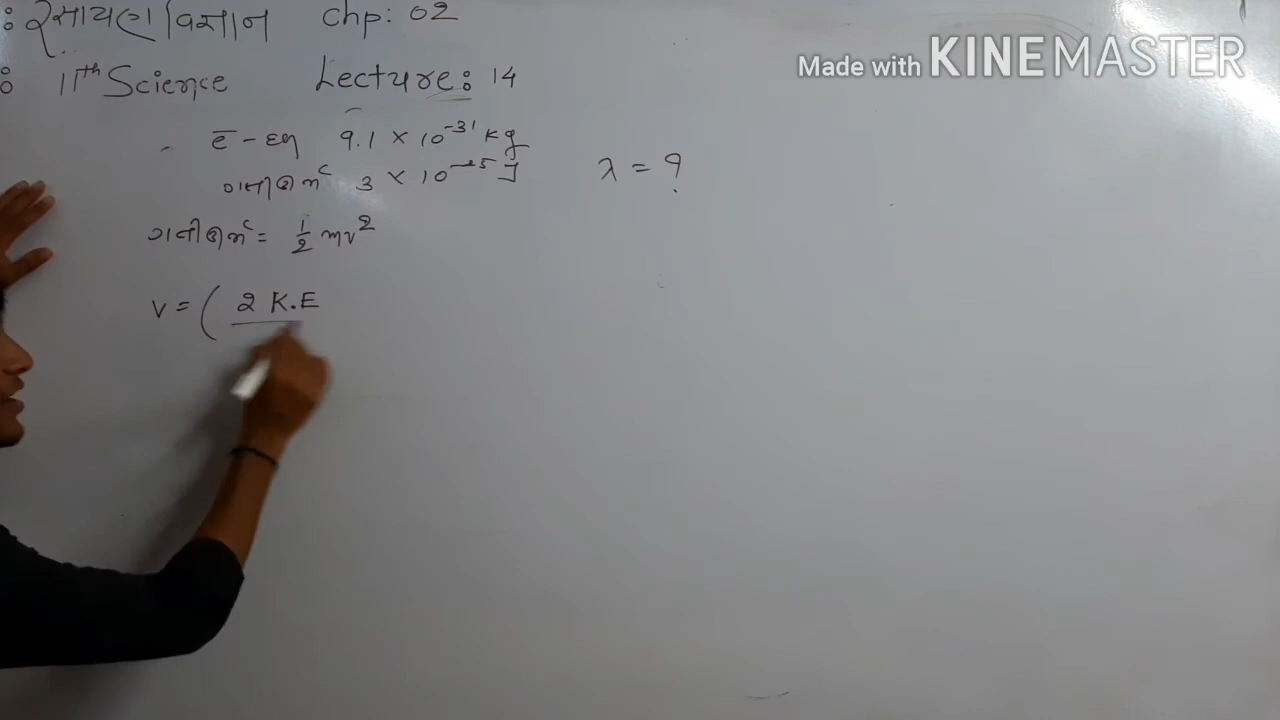 : રસાયણ વિજ્ઞાન Chp: 02
Made with KINEMASTER
: 11th Science Lecture: 14
e̅ - દળ 9.1 × 10⁻³¹ kg
ગતીઊર્જા 3 × 10⁻²⁵ J λ = ?
ગતીઊર્જા = 1/2 mv²
v = ( 2 K.E